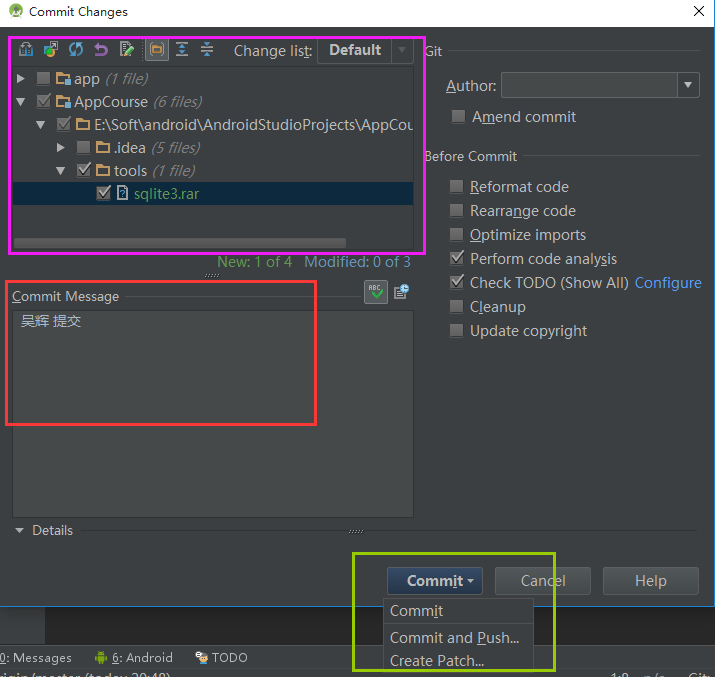 Commit Changes
Change list: Default
Git
app (1 file)
AppCourse (6 files)
E:\Soft\android\AndroidStudioProjects\AppCou
.idea (5 files)
tools (1 file)
sqlite3.rar
New: 1 of 4 Modified: 0 of 3
Author:
Amend commit
Before Commit
Reformat code
Rearrange code
Optimize imports
Perform code analysis
Check TODO (Show All) Configure
Cleanup
Update copyright
Commit Message
ABC
吴辉 提交
Details
Commit
Cancel
Help
Commit
Commit and Push...
Create Patch...
0: Messages
6: Android
TODO